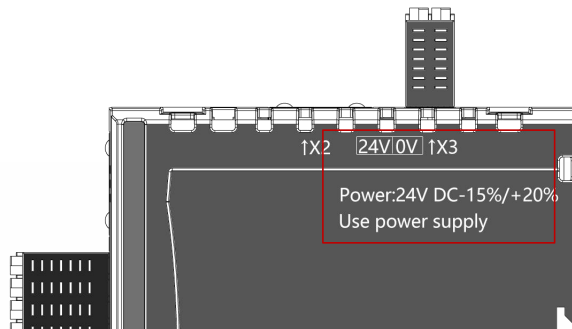 ↑X2 24V 0V ↑X3
Power:24V DC-15%/+20%
Use power supply